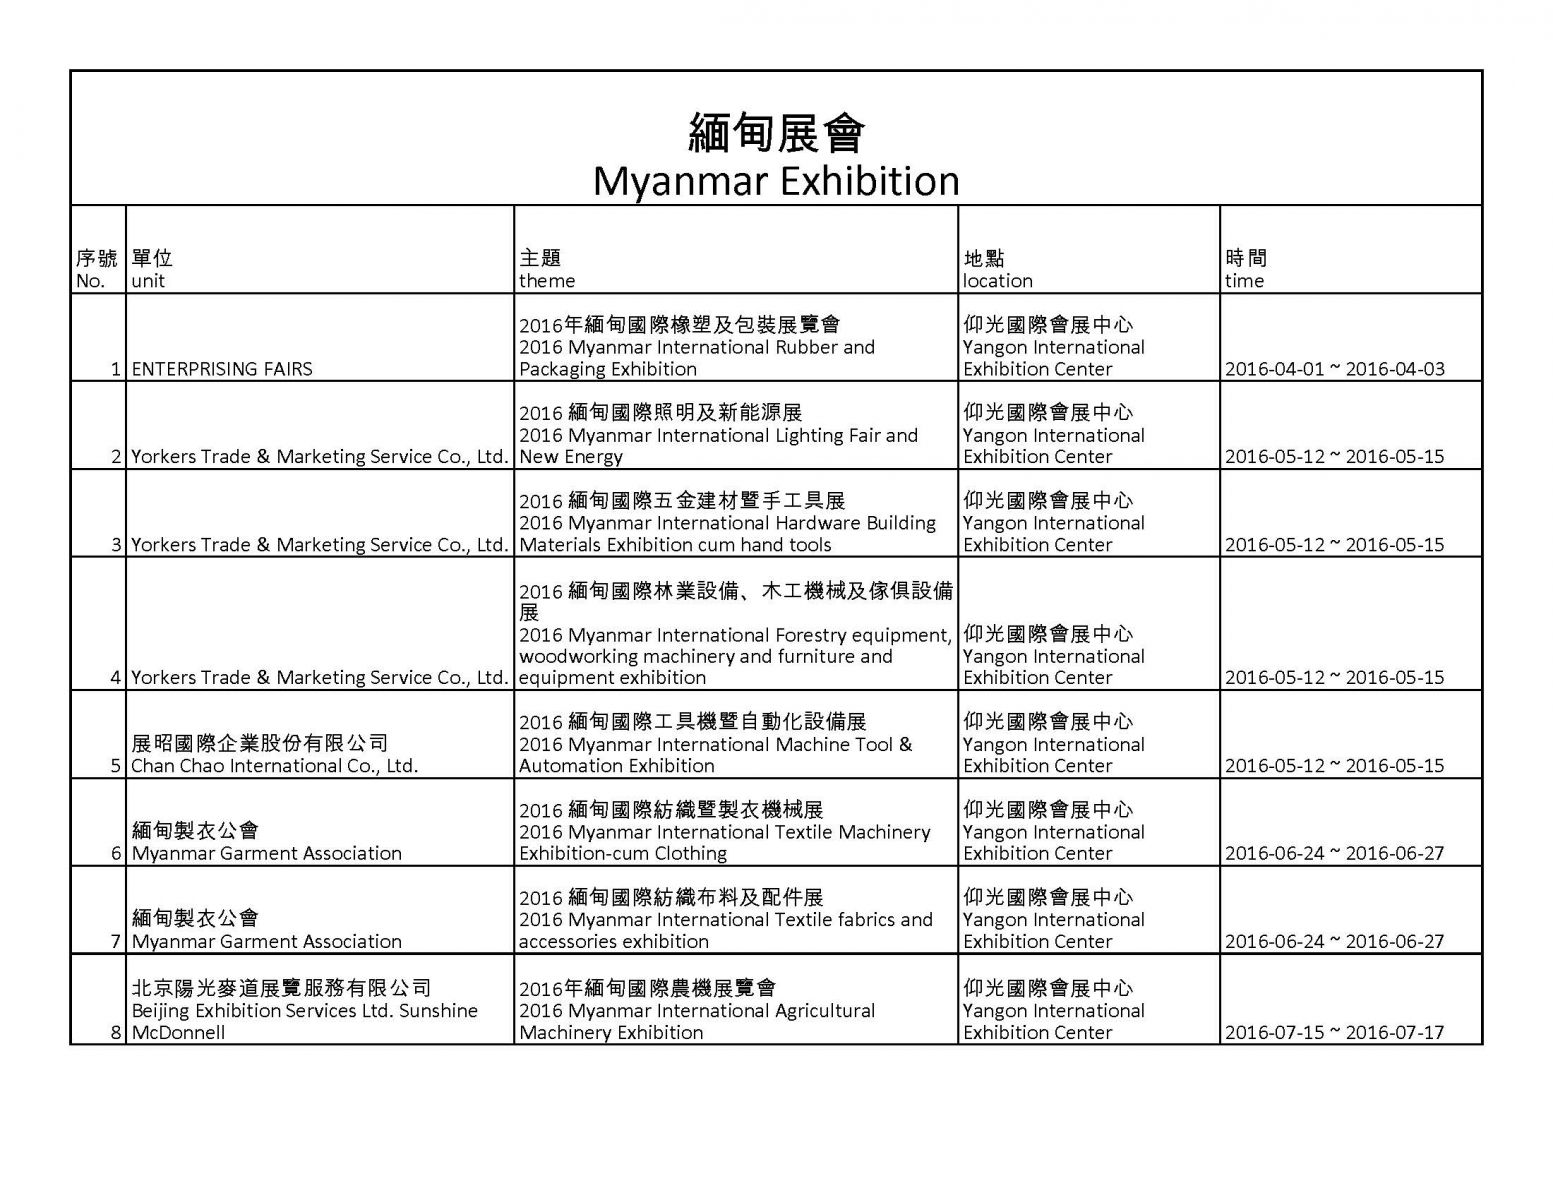 緬甸展會
Myanmar Exhibition
序號
No.
單位
unit
主題
theme
地點
location
時間
time
1
ENTERPRISING FAIRS
2016年緬甸國際橡塑及包裝展覽會
2016 Myanmar International Rubber and
Packaging Exhibition
仰光國際會展中心
Yangon International
Exhibition Center
2016-04-01 ~ 2016-04-03
2
Yorkers Trade & Marketing Service Co., Ltd.
2016 緬甸國際照明及新能源展
2016 Myanmar International Lighting Fair and
New Energy
仰光國際會展中心
Yangon International
Exhibition Center
2016-05-12 ~ 2016-05-15
3
Yorkers Trade & Marketing Service Co., Ltd.
2016 緬甸國際五金建材暨手工具展
2016 Myanmar International Hardware Building
Materials Exhibition cum hand tools
仰光國際會展中心
Yangon International
Exhibition Center
2016-05-12 ~ 2016-05-15
4
Yorkers Trade & Marketing Service Co., Ltd.
2016 緬甸國際林業設備、木工機械及傢俱設備
展
2016 Myanmar International Forestry equipment,
woodworking machinery and furniture and
equipment exhibition
仰光國際會展中心
Yangon International
Exhibition Center
2016-05-12 ~ 2016-05-15
5
展昭國際企業股份有限公司
Chan Chao International Co., Ltd.
2016 緬甸國際工具機暨自動化設備展
2016 Myanmar International Machine Tool &
Automation Exhibition
仰光國際會展中心
Yangon International
Exhibition Center
2016-05-12 ~ 2016-05-15
6
緬甸製衣公會
Myanmar Garment Association
2016 緬甸國際紡織暨製衣機械展
2016 Myanmar International Textile Machinery
Exhibition-cum Clothing
仰光國際會展中心
Yangon International
Exhibition Center
2016-06-24 ~ 2016-06-27
7
緬甸製衣公會
Myanmar Garment Association
2016 緬甸國際紡織布料及配件展
2016 Myanmar International Textile fabrics and
accessories exhibition
仰光國際會展中心
Yangon International
Exhibition Center
2016-06-24 ~ 2016-06-27
8
北京陽光麥道展覽服務有限公司
Beijing Exhibition Services Ltd. Sunshine
McDonnell
2016年緬甸國際農機展覽會
2016 Myanmar International Agricultural
Machinery Exhibition
仰光國際會展中心
Yangon International
Exhibition Center
2016-07-15 ~ 2016-07-17